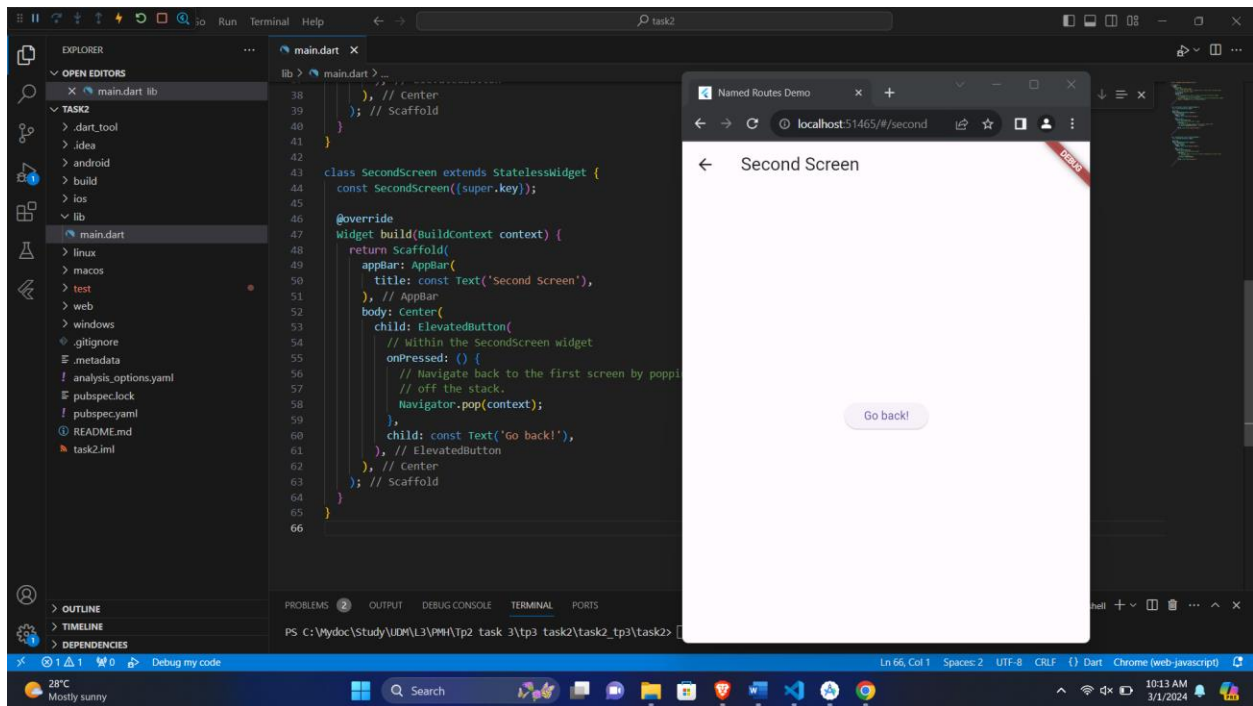 io Run Terminal Help
task2
EXPLORER
main.dart
OPEN EDITORS
main.dart lib
lib > main.dart > ...
TASK2
.dart_tool
.idea
android
build
ios
lib
main.dart
linux
macos
test
web
windows
.gitignore
.metadata
analysis_options.yaml
pubspec.lock
pubspec.yaml
README.md
task2.iml
OUTLINE
TIMELINE
DEPENDENCIES
38 ), // Center
39 ); // Scaffold
40 }
41 }
42
43 class SecondScreen extends StatelessWidget {
44 const SecondScreen({super.key});
45
46 @override
47 Widget build(BuildContext context) {
48 return Scaffold(
49 appBar: AppBar(
50 title: const Text('Second Screen'),
51 ), // AppBar
52 body: Center(
53 child: ElevatedButton(
54 // Within the SecondScreen widget
55 onPressed: () {
56 // Navigate back to the first screen by poppi
57 // off the stack.
58 Navigator.pop(context);
59 },
60 child: const Text('Go back!'),
61 ), // ElevatedButton
62 ), // Center
63 ); // Scaffold
64 }
65 }
66
Named Routes Demo
localhost:51465/#/second
Second Screen
DEBUG
Go back!
PROBLEMS 2 OUTPUT DEBUG CONSOLE TERMINAL PORTS
PS C:\Mydoc\Study\UDM\L3\PMH\Tp2 task 3\tp3 task2\task2_tp3\task2>
1 1 0 Debug my code
Ln 66, Col 1 Spaces: 2 UTF-8 CRLF {} Dart Chrome (web-javascript)
28°C
Mostly sunny
Search
10:13 AM
3/1/2024